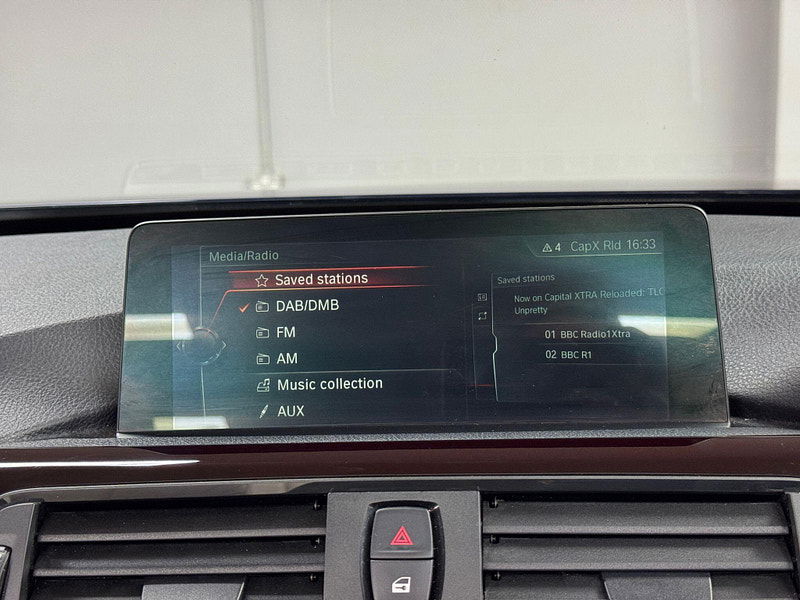 Media/Radio
4 CapX Rld 16:33
Saved stations
DAB/DMB
FM
AM
Music collection
AUX
Saved stations
Now on Capital XTRA Reloaded: TLC
Unpretty
01 BBC Radio1Xtra
02 BBC R1